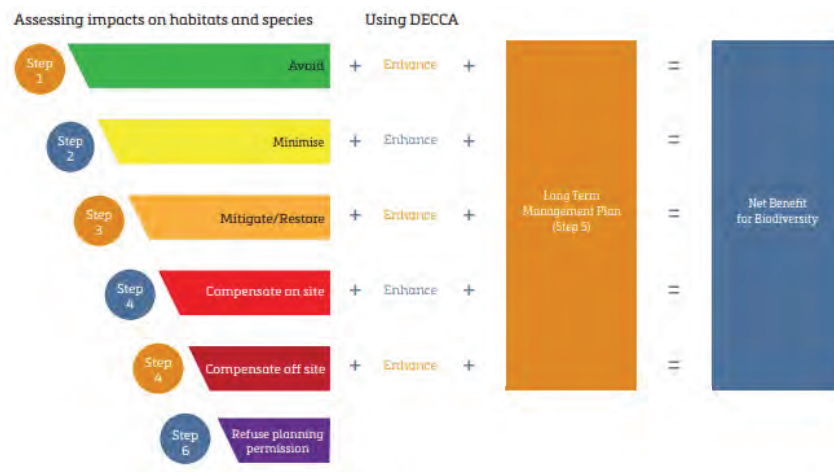 Assessing impacts on habitats and species
Using DECCA
Step
1
Avoid
+ Enhance + =
Step
2
Minimise
+ Enhance + =
Step
3
Mitigate/Restore
+ Enhance + =
Step
4
Compensate on site
+ Enhance + =
Step
4
Compensate off site
+ Enhance + =
Step
6
Refuse planning
permission
Long Term
Management Plan
(Step 5)
Net Benefit
for Biodiversity